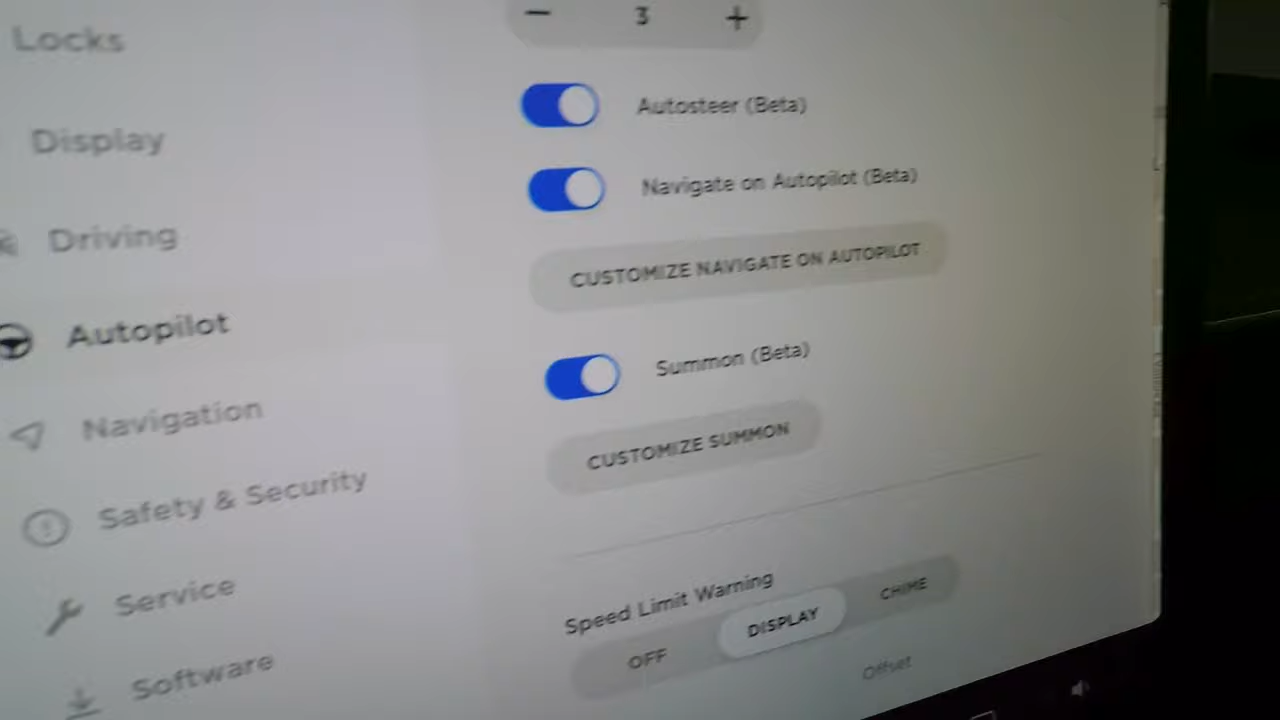 Locks
Display
Driving
Autopilot
Navigation
Safety & Security
Service
Software
3
Autosteer (Beta)
Navigate on Autopilot (Beta)
CUSTOMIZE NAVIGATE ON AUTOPILOT
Summon (Beta)
CUSTOMIZE SUMMON
Speed Limit Warning
OFF DISPLAY CHIME
Offset